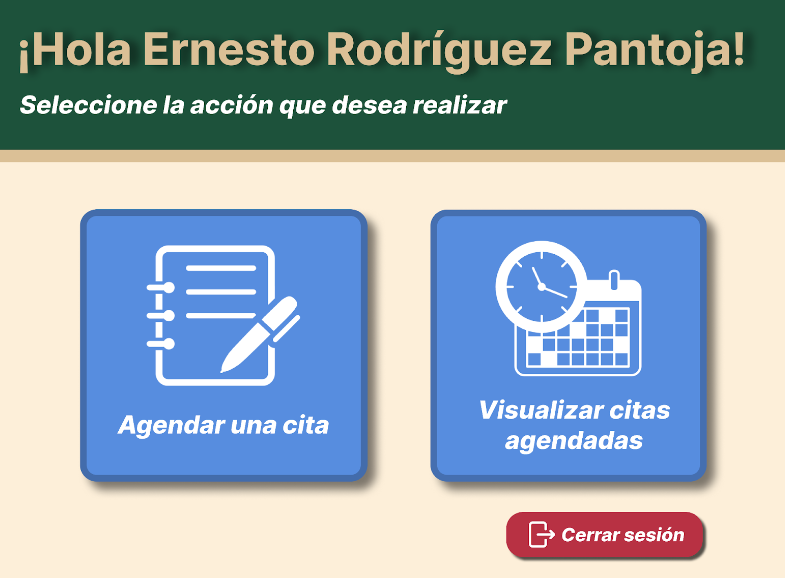 ¡Hola Ernesto Rodríguez Pantoja!
Seleccione la acción que desea realizar
Agendar una cita
Visualizar citas
agendadas
Cerrar sesión